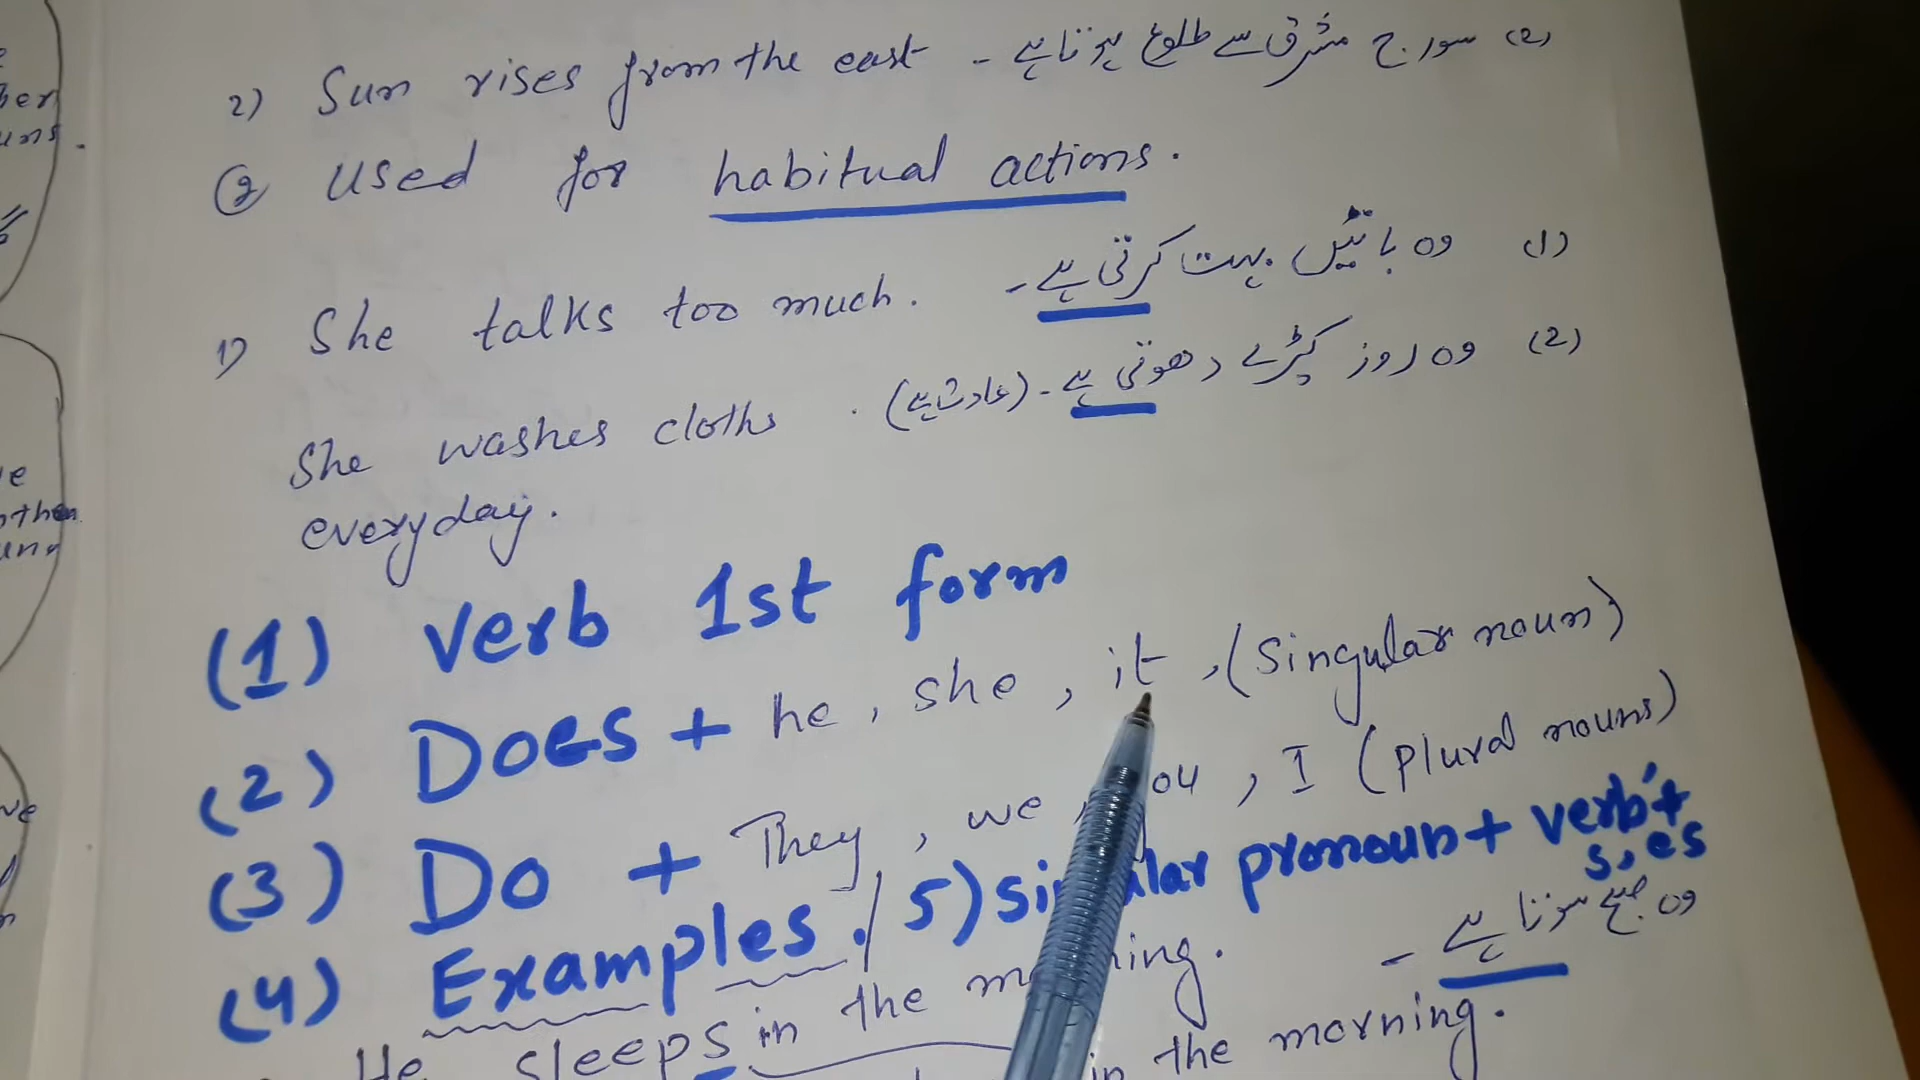 2) Sun rises from the east - سورج مشرق سے طلوع ہوتا ہے (2)
② Used for habitual actions.
1) She talks too much. وہ باتیں بہت کرتی ہے۔ (1)
She washes cloths وہ روز کپڑے دھوتی ہے۔ (عادت ہے) (2)
everyday.
(1) Verb 1st form
(2) Does + he, she, it, (Singular noun)
(3) Do + They, we, ou, I (plural nouns)
(4) Examples. / 5) singular pronoun + verb + s, es
وہ صبح سوتا ہے۔
He sleeps in the morning.
in the morning.